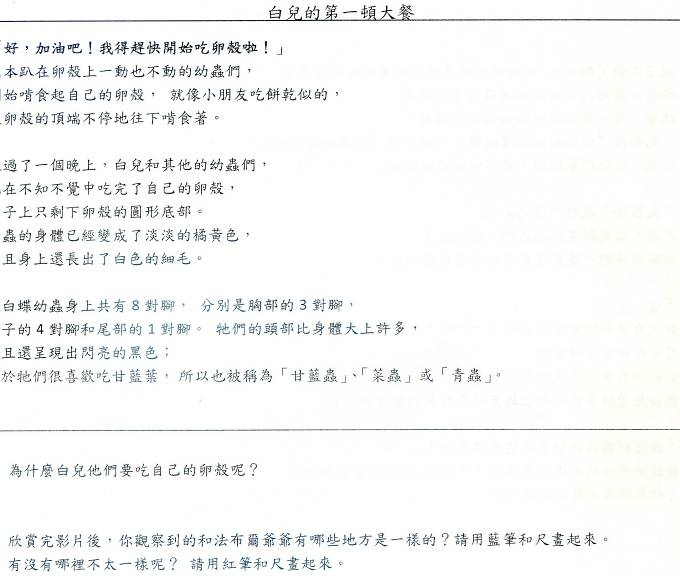 白兒的第一頓大餐
好，加油吧！我得趕快開始吃卵殼啦！」
本趴在卵殼上一動也不動的幼蟲們，
始啃食起自己的卵殼， 就像小朋友吃餅乾似的，
卵殼的頂端不停地往下啃食著。
過了一個晚上，白兒和其他的幼蟲們，
在不知不覺中吃完了自己的卵殼，
子上只剩下卵殼的圓形底部。
蟲的身體已經變成了淡淡的橘黃色，
且身上還長出了白色的細毛。
白蝶幼蟲身上共有 8 對腳， 分別是胸部的 3 對腳，
子的 4 對腳和尾部的 1 對腳。 牠們的頭部比身體大上許多，
且還呈現出閃亮的黑色；
於牠們很喜歡吃甘藍葉，所以也被稱為「甘藍蟲」、「菜蟲」或「青蟲」。
為什麼白兒他們要吃自己的卵殼呢？
欣賞完影片後，你觀察到的和法布爾爺爺有哪些地方是一樣的？請用藍筆和尺畫起來。
有沒有哪裡不太一樣呢？ 請用紅筆和尺畫起來。